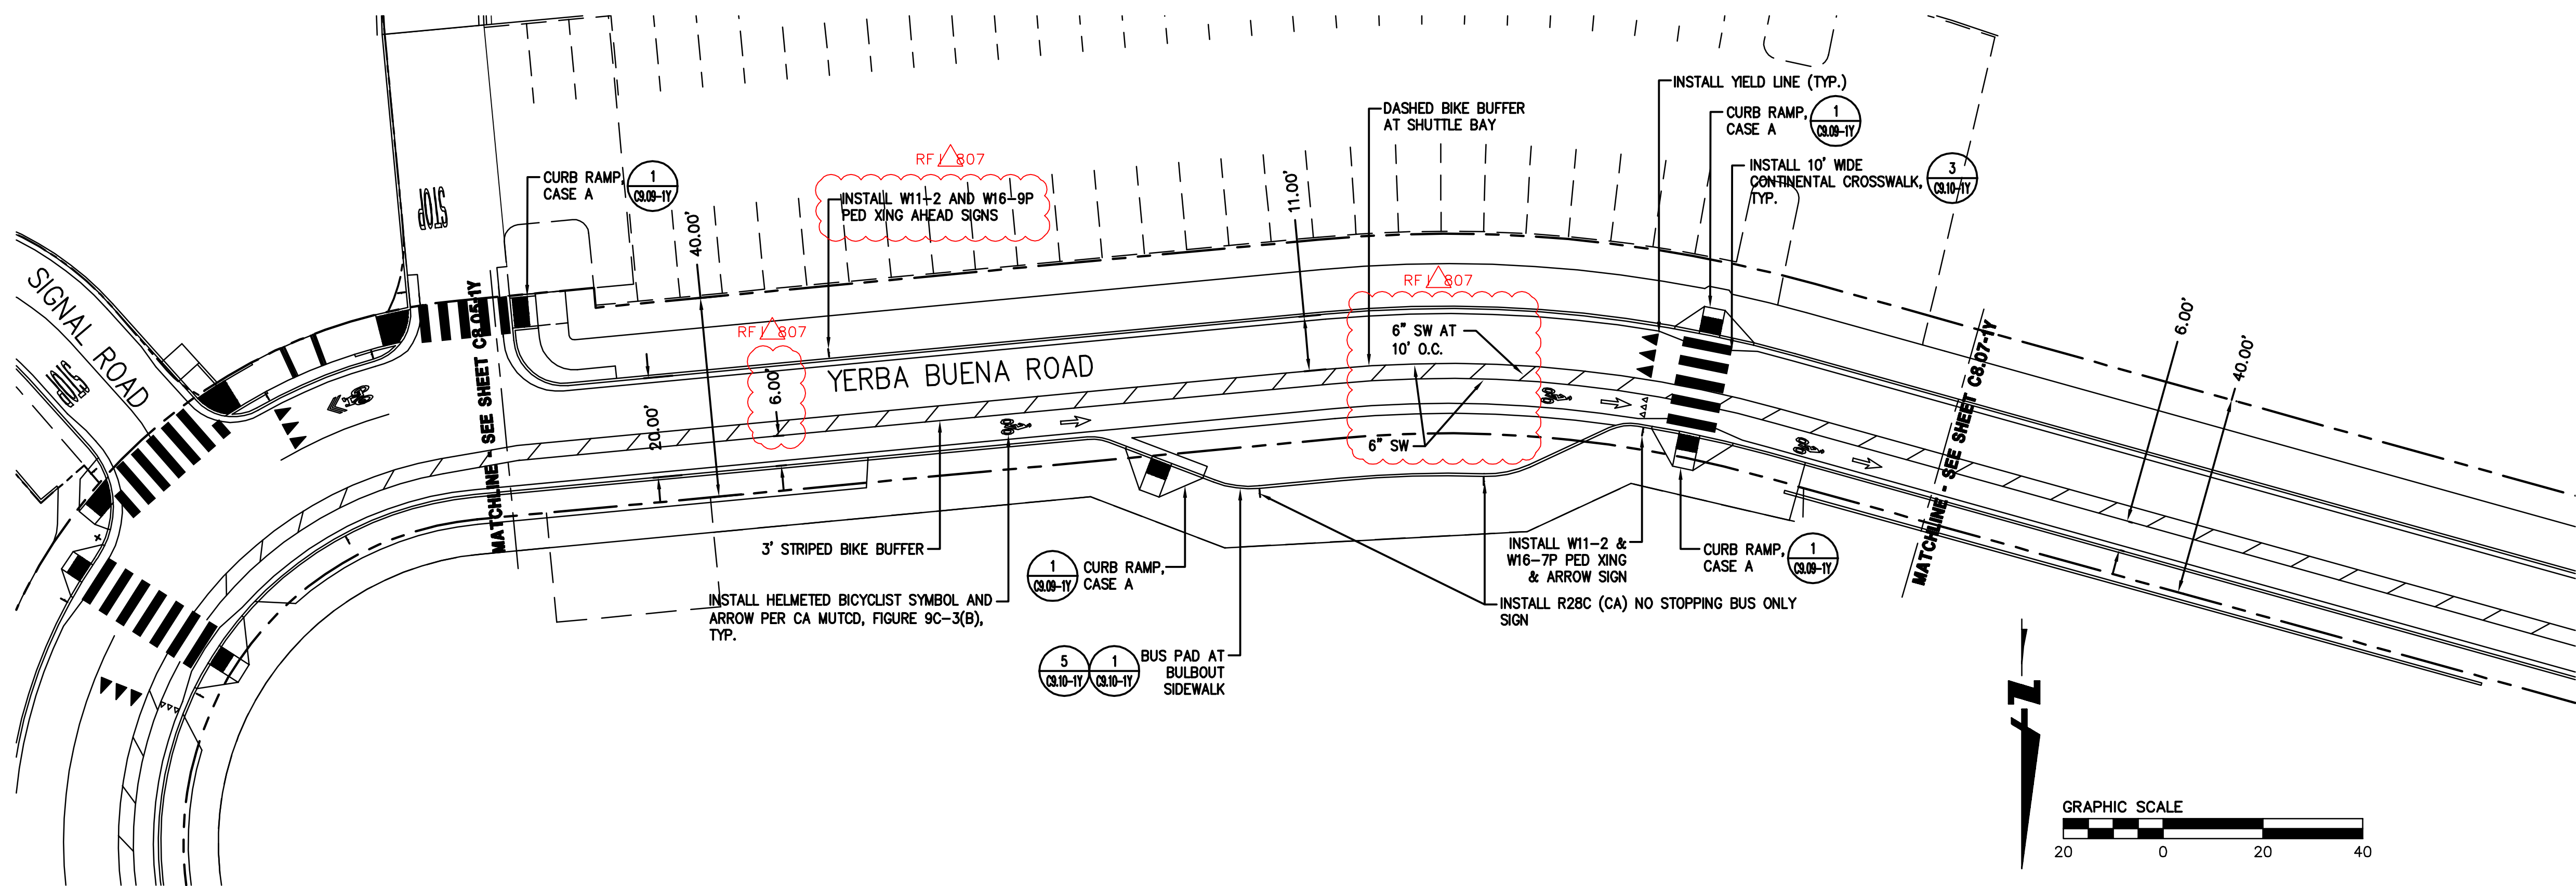 INSTALL YIELD LINE (TYP.)
DASHED BIKE BUFFER
AT SHUTTLE BAY
CURB RAMP,
CASE A
1
C9.09-1Y
INSTALL 10' WIDE
CONTINENTAL CROSSWALK,
TYP.
3
C9.10-1Y
RFI 807
INSTALL W11-2 AND W16-9P
PED XING AHEAD SIGNS
CURB RAMP,
CASE A
1
C9.09-1Y
STOP
40.00'
11.00'
SIGNAL ROAD
STOP
MATCHLINE - SEE SHEET C8.05-1Y
RFI 807
6.00'
20.00'
YERBA BUENA ROAD
RFI 807
6" SW AT
10' O.C.
6" SW
MATCHLINE - SEE SHEET C8.07-1Y
6.00'
40.00'
3' STRIPED BIKE BUFFER
INSTALL HELMETED BICYCLIST SYMBOL AND
ARROW PER CA MUTCD, FIGURE 9C-3(B),
TYP.
1
C9.09-1Y
CURB RAMP,
CASE A
INSTALL W11-2 &
W16-7P PED XING
& ARROW SIGN
CURB RAMP,
CASE A
1
C9.09-1Y
INSTALL R28C (CA) NO STOPPING BUS ONLY
SIGN
5
C9.10-1Y
1
C9.10-1Y
BUS PAD AT
BULBOUT
SIDEWALK
Z
GRAPHIC SCALE
20 0 20 40